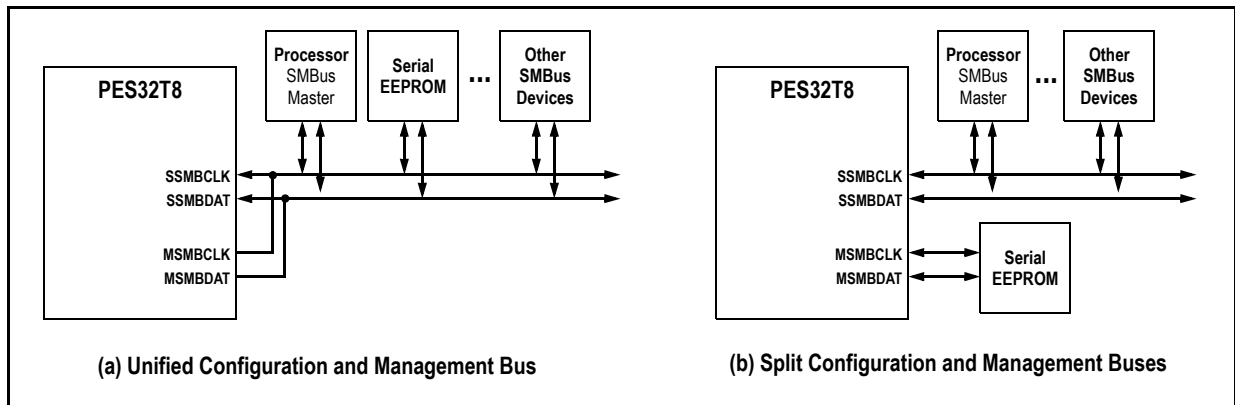 PES32T8
Processor
SMBus
Master
Serial
EEPROM
...
Other
SMBus
Devices
SSMBCLK
SSMBDAT
MSMBCLK
MSMBDAT
(a) Unified Configuration and Management Bus
PES32T8
Processor
SMBus
Master
...
Other
SMBus
Devices
SSMBCLK
SSMBDAT
MSMBCLK
MSMBDAT
Serial
EEPROM
(b) Split Configuration and Management Buses